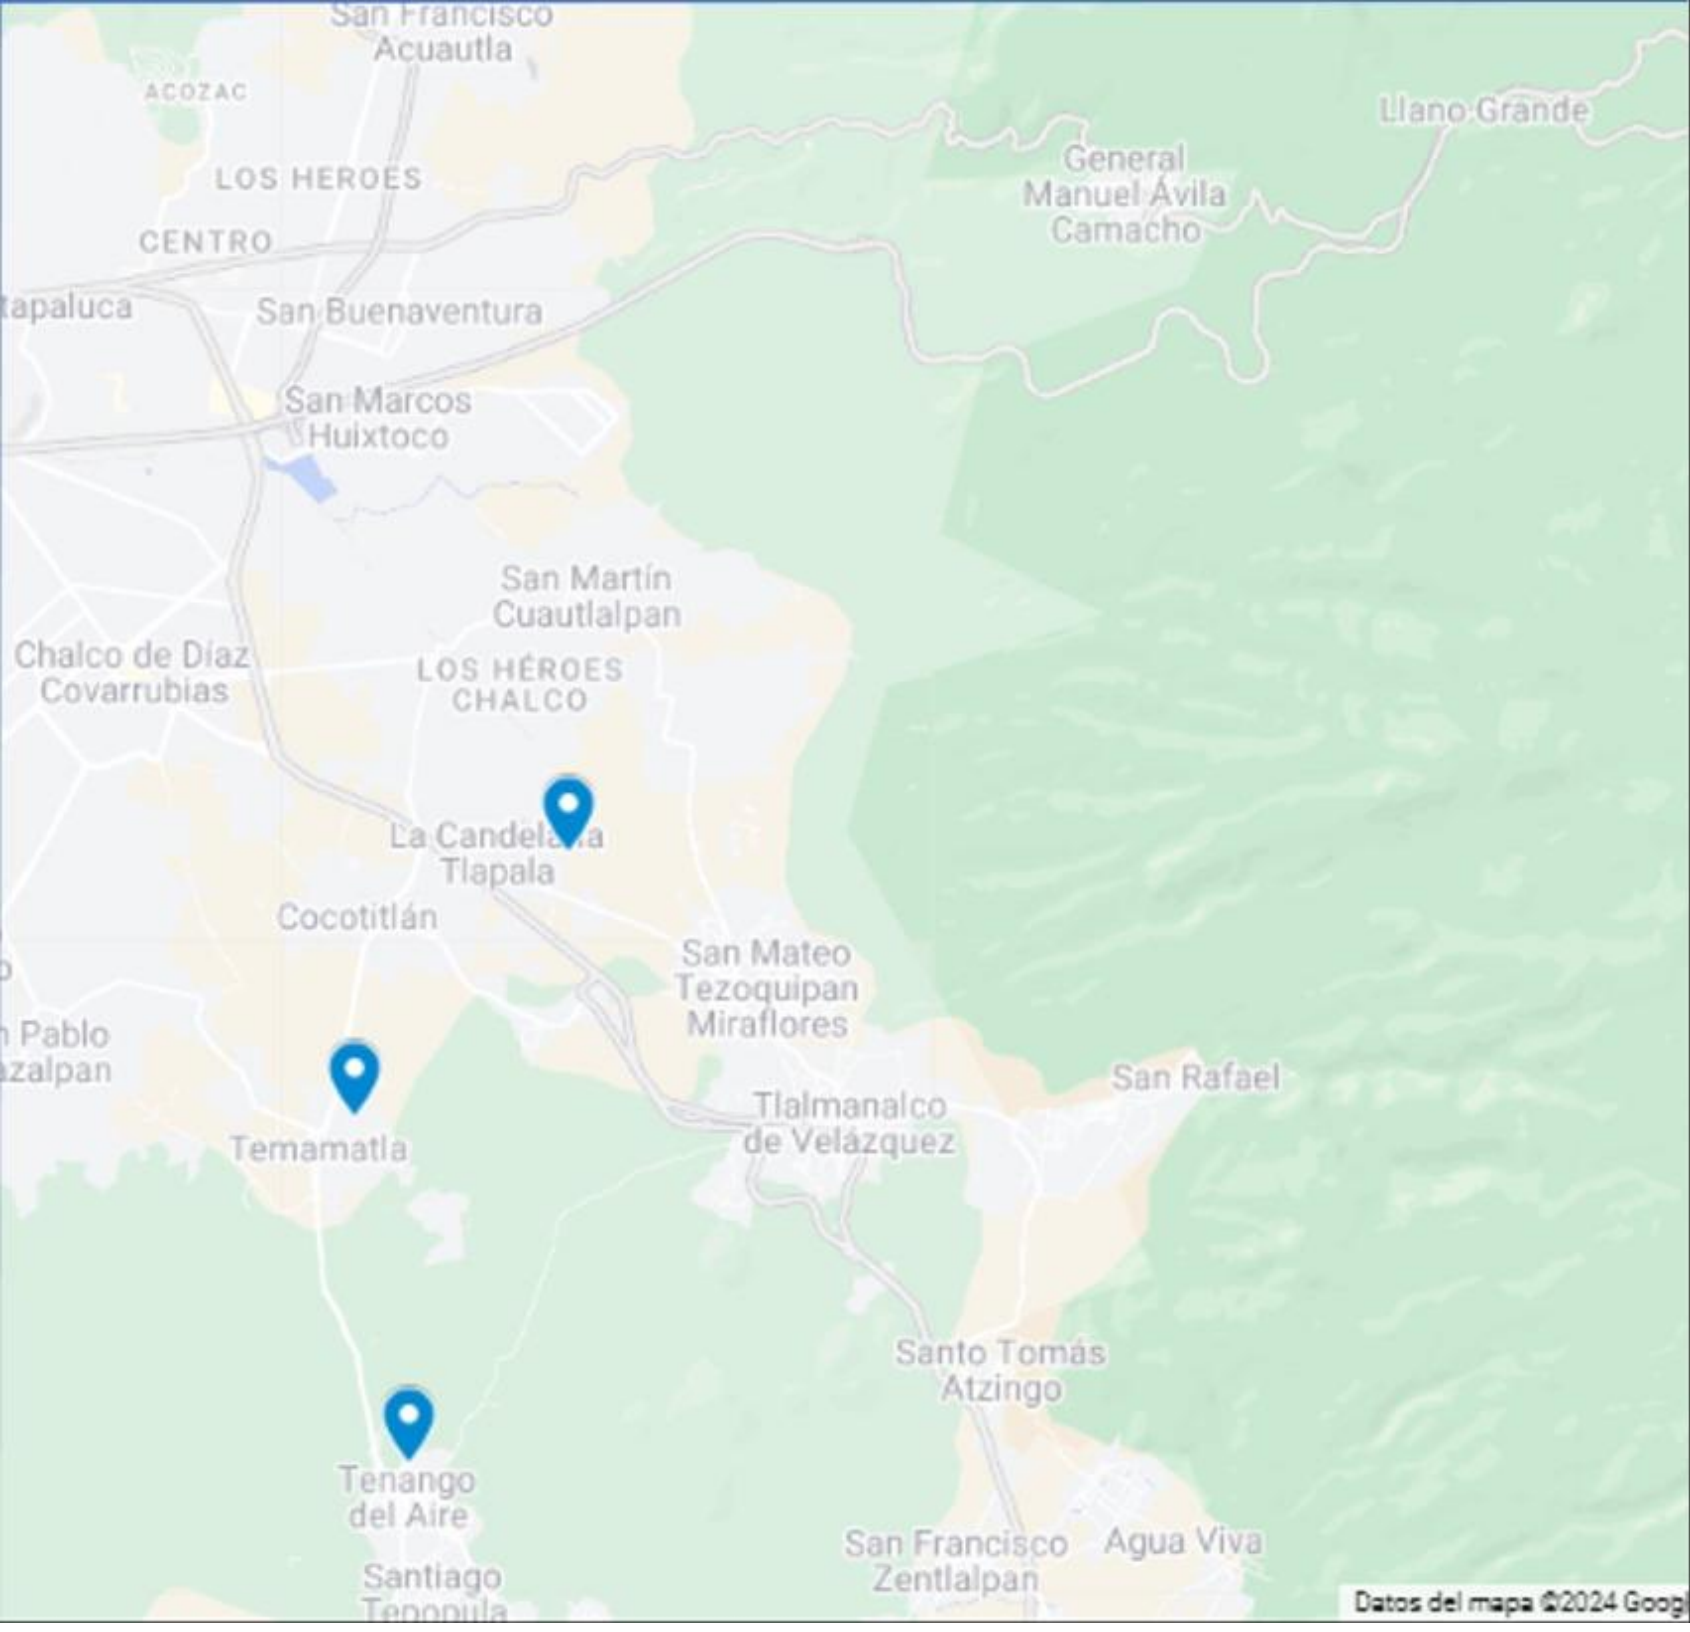 San Francisco
Acuautla
ACOZAC
Llano Grande
General
Manuel Ávila
Camacho
LOS HEROES
CENTRO
tapaluca
San Buenaventura
San Marcos
Huixtoco
San Martín
Cuautlalpan
Chalco de Díaz
Covarrubias
LOS HÉROES
CHALCO
La Candelaria
Tlapala
Cocotitlán
San Mateo
Tezoquipan
Miraflores
o
n Pablo
azalpan
San Rafael
Tlalmanalco
de Velázquez
Temamatla
Santo Tomás
Atzingo
Tenango
del Aire
San Francisco
Zentlalpan
Agua Viva
Santiago
Tepopula
Datos del mapa ©2024 Googl